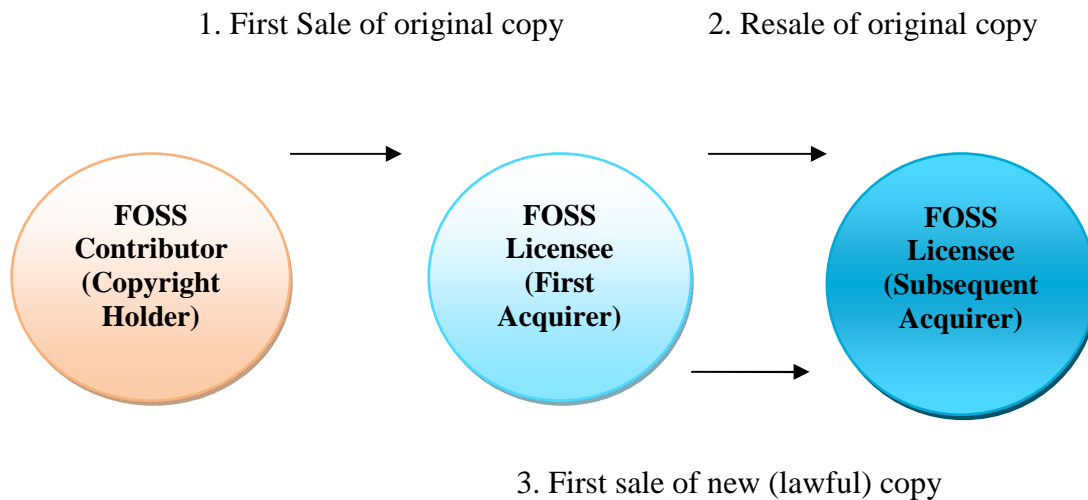 1. First Sale of original copy
2. Resale of original copy
FOSS
Contributor
(Copyright
Holder)
FOSS
Licensee
(First
Acquirer)
FOSS
Licensee
(Subsequent
Acquirer)
3. First sale of new (lawful) copy